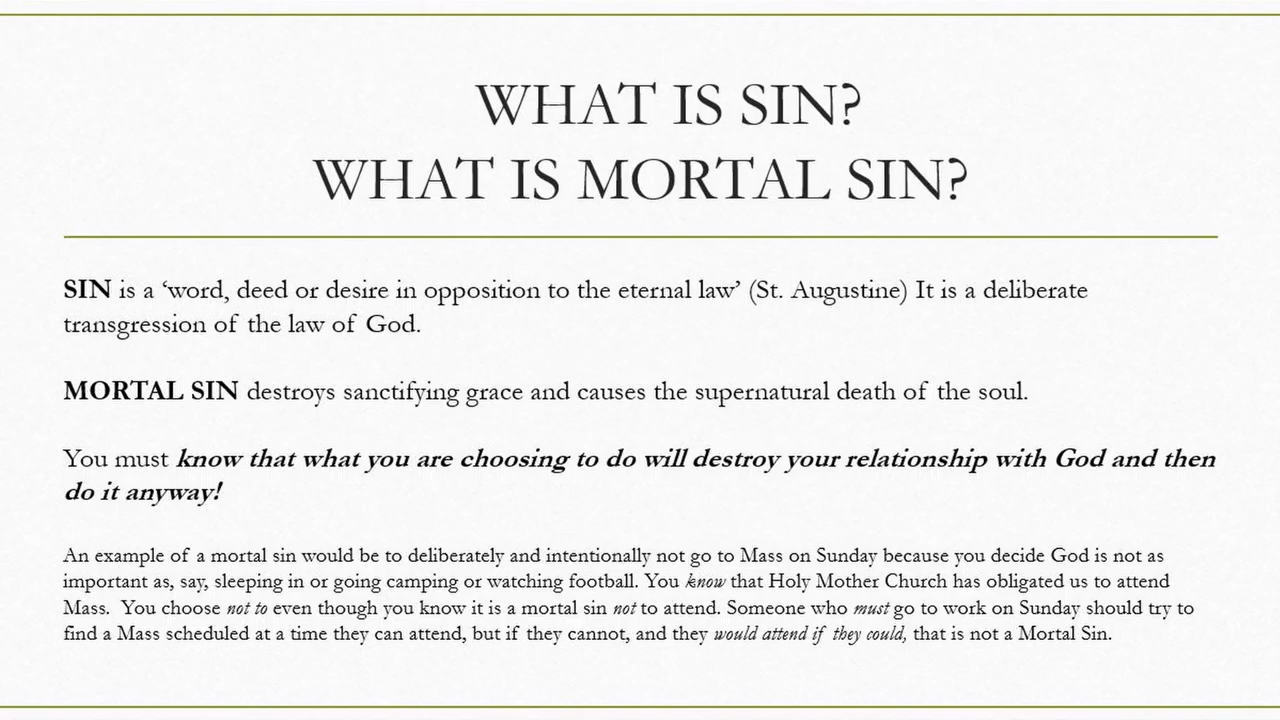 WHAT IS SIN?
WHAT IS MORTAL SIN?
SIN is a ‘word, deed or desire in opposition to the eternal law’ (St. Augustine) It is a deliberate
transgression of the law of God.
MORTAL SIN destroys sanctifying grace and causes the supernatural death of the soul.
You must know that what you are choosing to do will destroy your relationship with God and then
do it anyway!
An example of a mortal sin would be to deliberately and intentionally not go to Mass on Sunday because you decide God is not as
important as, say, sleeping in or going camping or watching football. You know that Holy Mother Church has obligated us to attend
Mass.  You choose not to even though you know it is a mortal sin not to attend. Someone who must go to work on Sunday should try to
find a Mass scheduled at a time they can attend, but if they cannot, and they would attend if they could, that is not a Mortal Sin.